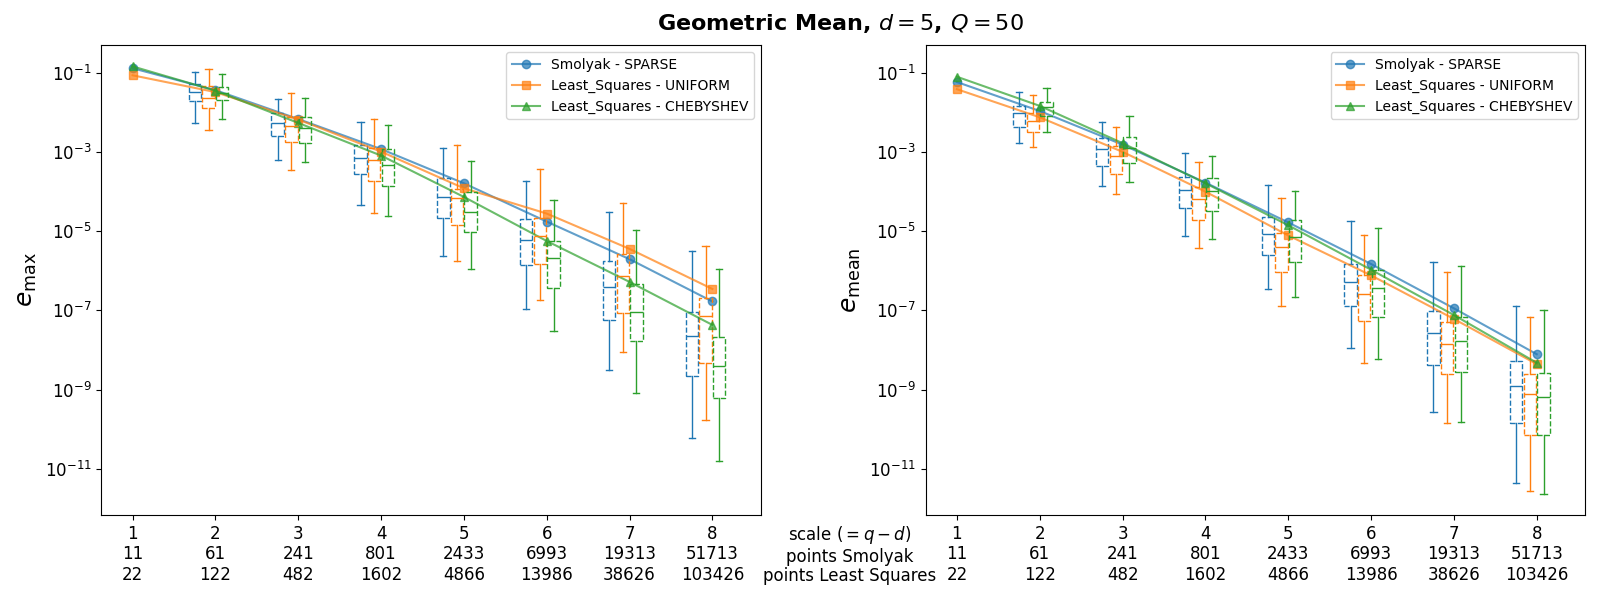 Geometric Mean, d = 5, Q = 50
Smolyak - SPARSE
Least_Squares - UNIFORM
Least_Squares - CHEBYSHEV
10⁻¹
10⁻³
10⁻⁵
10⁻⁷
10⁻⁹
10⁻¹¹
e_max
1 2 3 4 5 6 7 8
11 61 241 801 2433 6993 19313 51713
22 122 482 1602 4866 13986 38626 103426
scale (= q − d)
points Smolyak
points Least Squares
Smolyak - SPARSE
Least_Squares - UNIFORM
Least_Squares - CHEBYSHEV
10⁻¹
10⁻³
10⁻⁵
10⁻⁷
10⁻⁹
10⁻¹¹
e_mean
1 2 3 4 5 6 7 8
11 61 241 801 2433 6993 19313 51713
22 122 482 1602 4866 13986 38626 103426